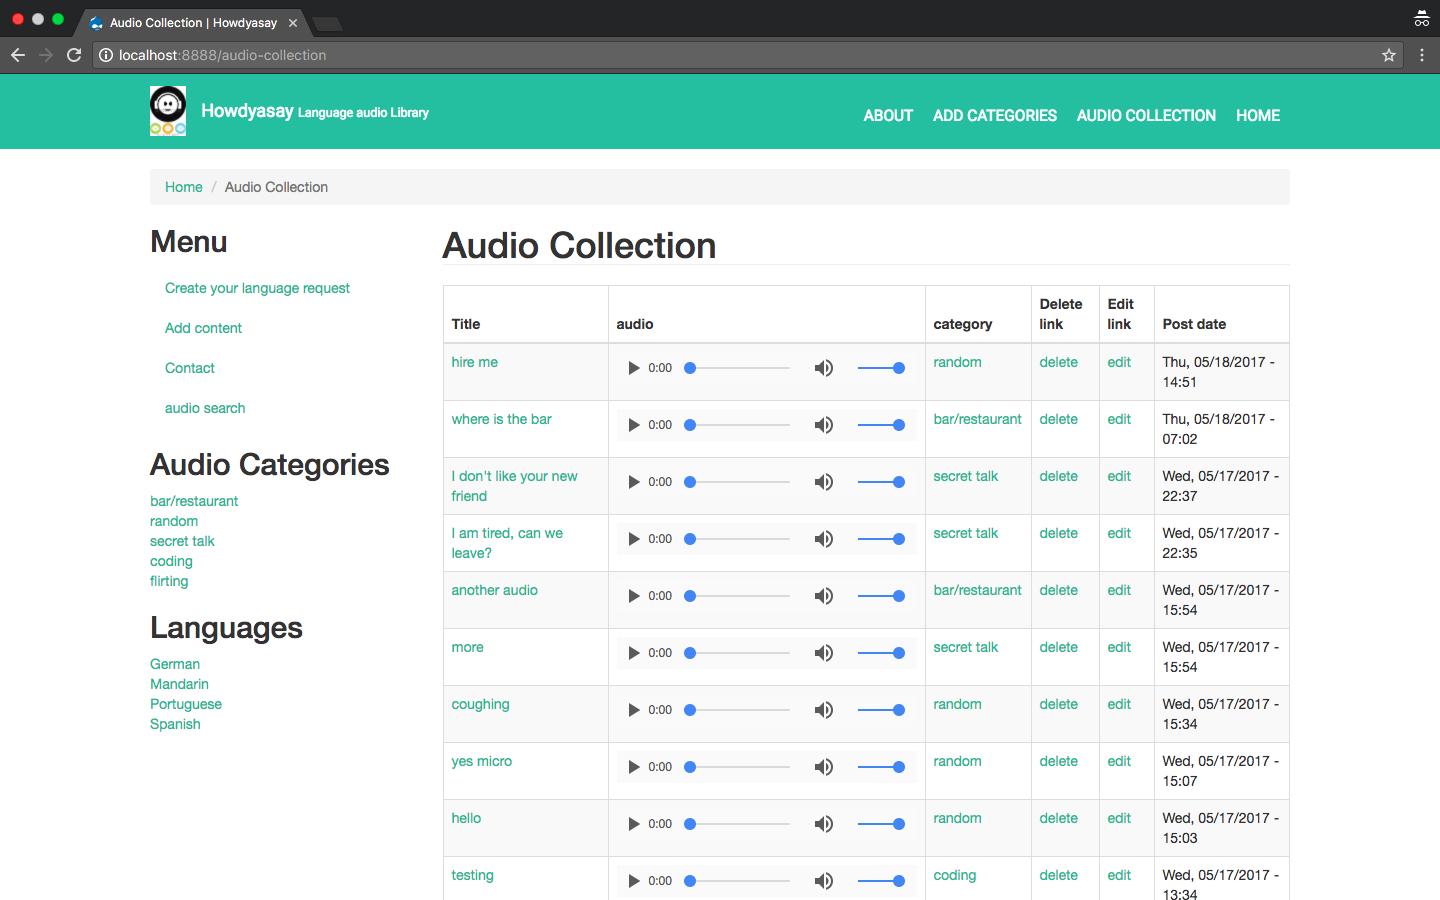 Audio Collection | Howdyasay
localhost:8888/audio-collection
Howdyasay Language audio Library
ABOUT ADD CATEGORIES AUDIO COLLECTION HOME
Home / Audio Collection
Menu
Create your language request
Add content
Contact
audio search
Audio Categories
bar/restaurant
random
secret talk
coding
flirting
Languages
German
Mandarin
Portuguese
Spanish
Audio Collection
Title audio category Delete link Edit link Post date
hire me 0:00 random delete edit Thu, 05/18/2017 - 14:51
where is the bar 0:00 bar/restaurant delete edit Thu, 05/18/2017 - 07:02
I don't like your new friend 0:00 secret talk delete edit Wed, 05/17/2017 - 22:37
I am tired, can we leave? 0:00 secret talk delete edit Wed, 05/17/2017 - 22:35
another audio 0:00 bar/restaurant delete edit Wed, 05/17/2017 - 15:54
more 0:00 secret talk delete edit Wed, 05/17/2017 - 15:54
coughing 0:00 random delete edit Wed, 05/17/2017 - 15:34
yes micro 0:00 random delete edit Wed, 05/17/2017 - 15:07
hello 0:00 random delete edit Wed, 05/17/2017 - 15:03
testing 0:00 coding delete edit Wed, 05/17/2017 - 13:34